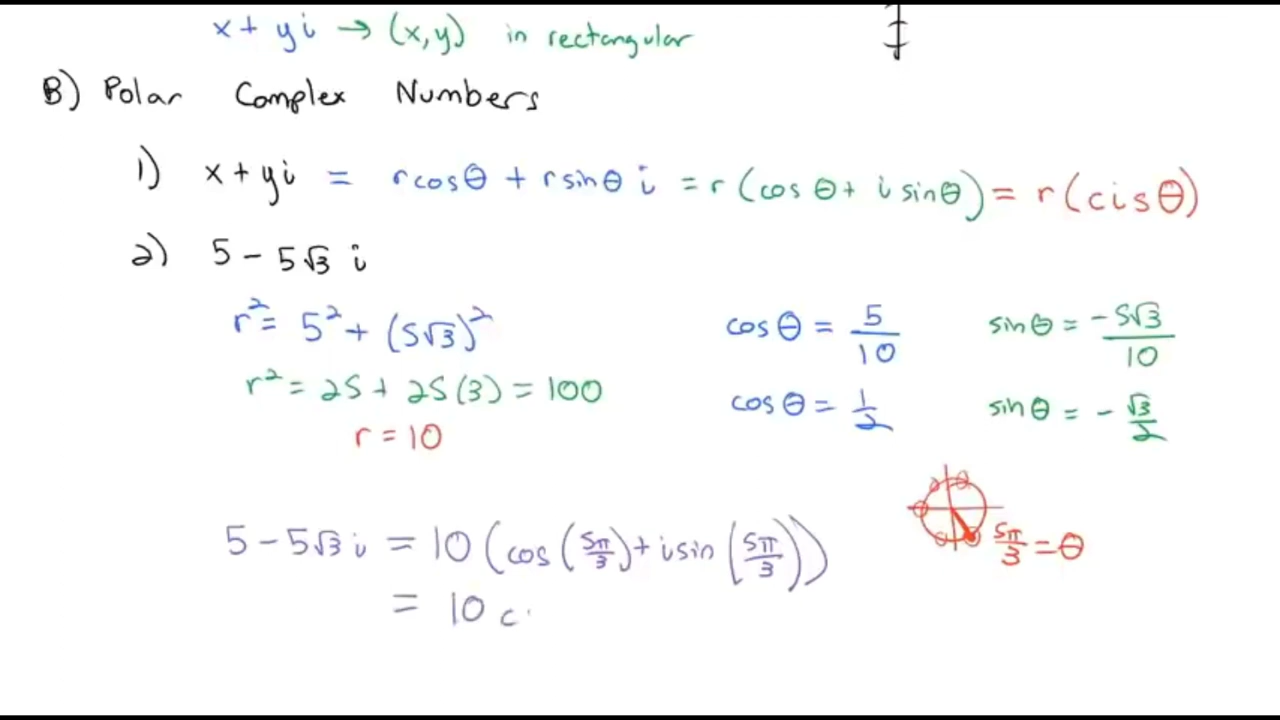 x + yi → (x,y) in rectangular
B) Polar Complex Numbers
1) x + yi = r cos θ + r sin θ i = r (cos θ + i sin θ) = r (cis θ)
2) 5 - 5√3 i
r² = 5² + (5√3)²
cos θ = 5/10
sin θ = -5√3/10
r² = 25 + 25(3) = 100
cos θ = 1/2
sin θ = - √3/2
r = 10
5π/3 = θ
5 - 5√3 i = 10 (cos (5π/3) + i sin (5π/3))
= 10 c